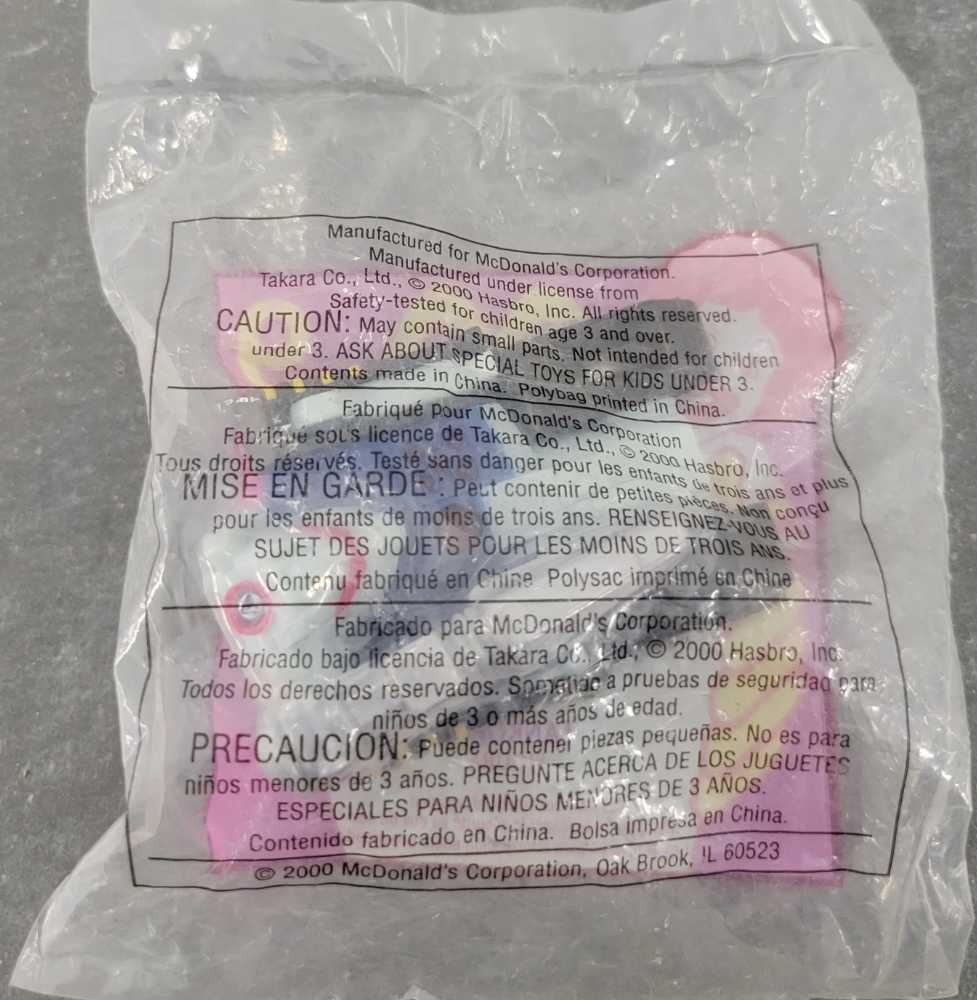 Manufactured for McDonald's Corporation.
Manufactured under license from
Takara Co., Ltd., © 2000 Hasbro, Inc. All rights reserved.
Safety-tested for children age 3 and over.
CAUTION: May contain small parts. Not intended for children
under 3. ASK ABOUT SPECIAL TOYS FOR KIDS UNDER 3.
Contents made in China. Polybag printed in China.
Fabriqué pour McDonald's Corporation
Fabriqué sous licence de Takara Co., Ltd., © 2000 Hasbro, Inc.
Tous droits réservés. Testé sans danger pour les enfants de trois ans et plus
MISE EN GARDE : Peut contenir de petites pièces. Non conçu
pour les enfants de moins de trois ans. RENSEIGNEZ-VOUS AU
SUJET DES JOUETS POUR LES MOINS DE TROIS ANS.
Contenu fabriqué en Chine Polysac imprimé en Chine
Fabricado para McDonald's Corporation.
Fabricado bajo licencia de Takara Co., Ltd., © 2000 Hasbro, Inc.
Todos los derechos reservados. Sometido a pruebas de seguridad para
niños de 3 o más años de edad.
PRECAUCION: Puede contener piezas pequeñas. No es para
niños menores de 3 años. PREGUNTE ACERCA DE LOS JUGUETES
ESPECIALES PARA NIÑOS MENORES DE 3 AÑOS.
Contenido fabricado en China. Bolsa impresa en China.
© 2000 McDonald's Corporation, Oak Brook, IL 60523